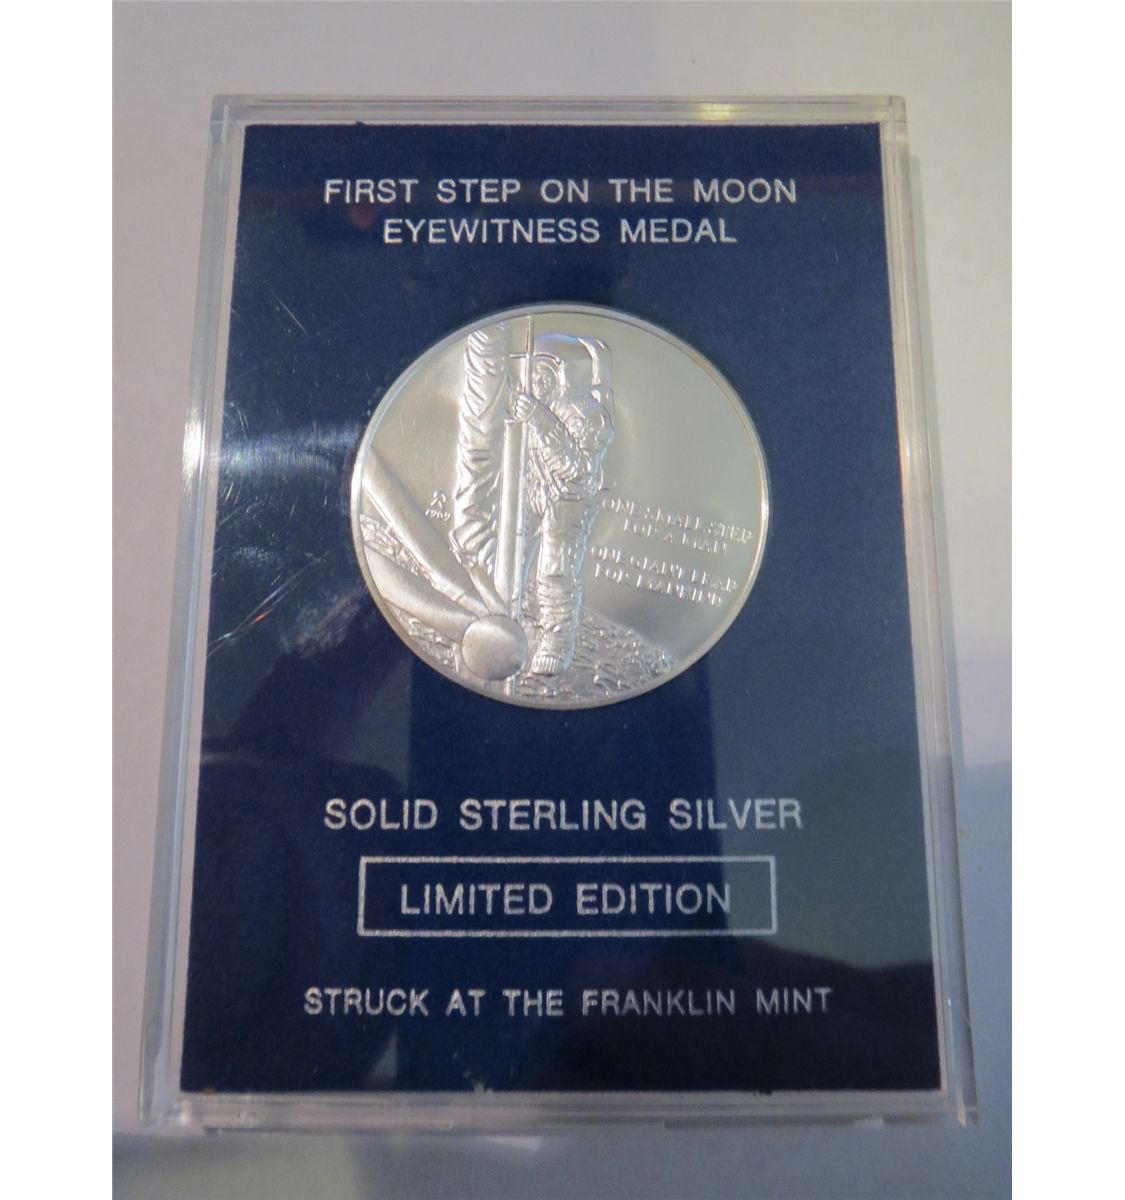 FIRST STEP ON THE MOON
EYEWITNESS MEDAL
1969
ONE SMALL STEP
FOR A MAN
ONE GIANT LEAP
FOR MANKIND
SOLID STERLING SILVER
LIMITED EDITION
STRUCK AT THE FRANKLIN MINT